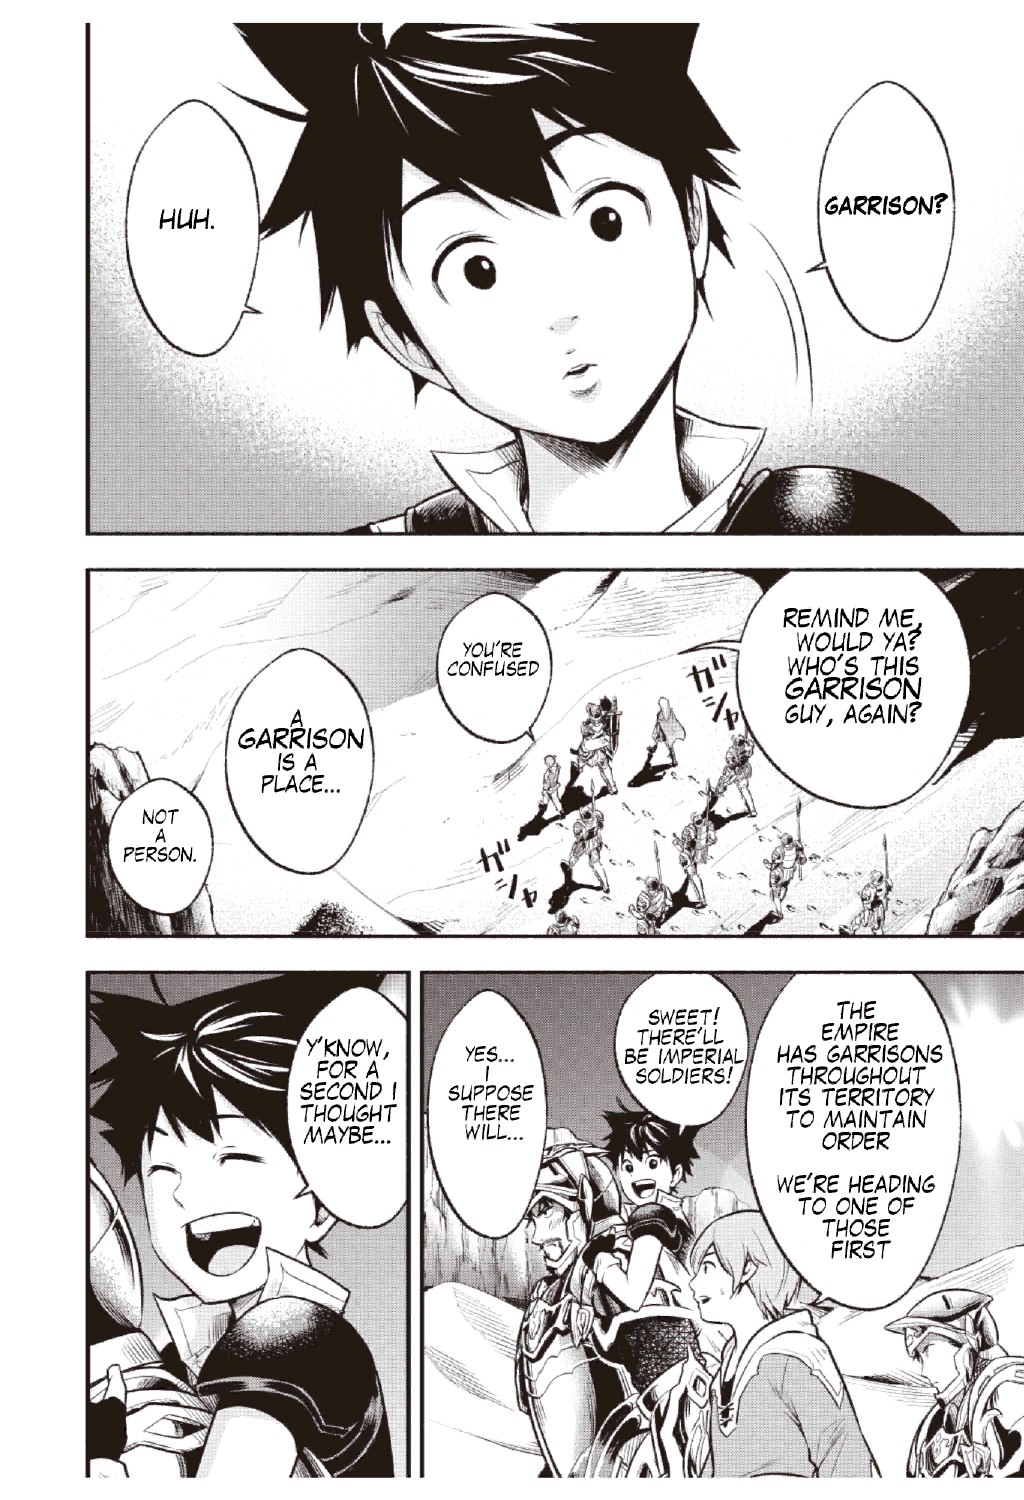 GARRISON?
HUH.
REMIND ME,
WOULD YA?
WHO'S THIS
GARRISON
GUY, AGAIN?
ガ
シャ
YOU'RE
CONFUSED
ガ
シャ
A
GARRISON
IS A
PLACE...
NOT
A
PERSON.
THE
EMPIRE
HAS GARRISONS
THROUGHOUT
ITS TERRITORY
TO MAINTAIN
ORDER
WE'RE HEADING
TO ONE OF
THOSE
FIRST
SWEET!
THERE'LL
BE IMPERIAL
SOLDIERS!
YES...
I
SUPPOSE
THERE
WILL...
Y'KNOW,
FOR A
SECOND I
THOUGHT
MAYBE...